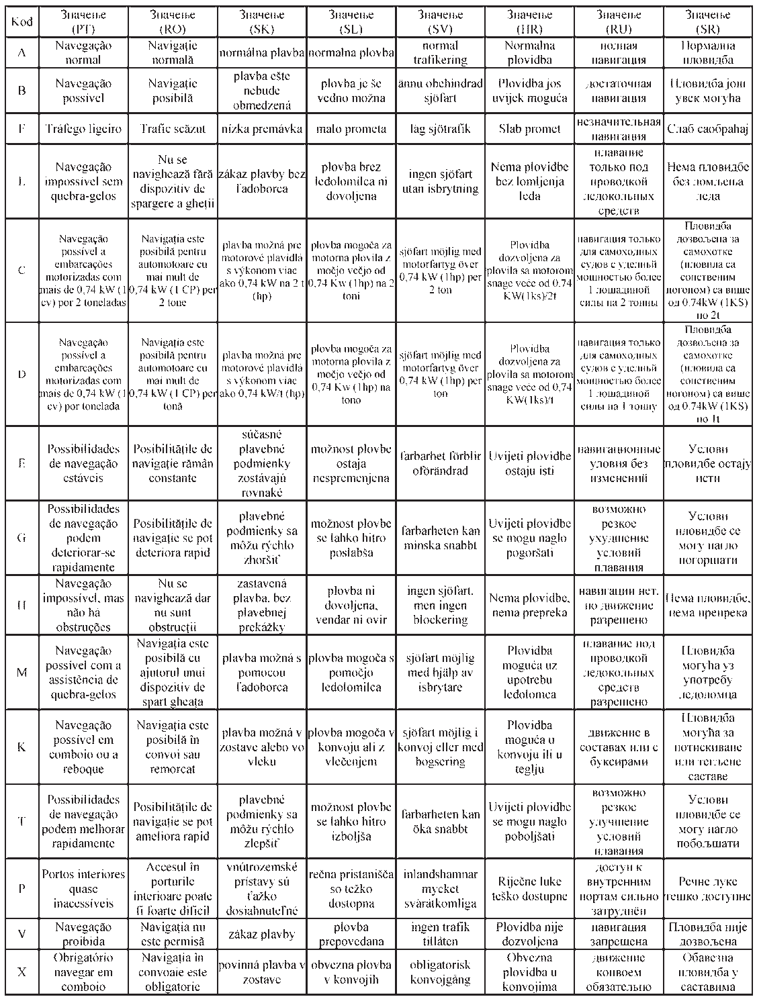 Kod
Значење
(PT)
Значење
(RO)
Значење
(SK)
Значење
(SL)
Значење
(SV)
Значење
(HR)
Значење
(RU)
Значење
(SR)
A
Navegação
normal
Navigație
normală
normálna plavba
normalna plovba
normal
trafikering
Normalna
plovidba
полная
навигация
Нормална
пловидба
B
Navegação
possível
Navigație
posibilă
plavba ešte
nebude
obmedzená
plovba je še
vedno možna
ännu obehindrad
sjöfart
Plovidba jos
uvijek moguća
достаточная
навигация
Пловидба још
увек могућа
F
Tráfego ligeiro
Trafic scăzut
nízka premávka
malo prometa
låg sjötrafik
Slab promet
незначительная
навигация
Слаб саобраћај
L
Navegação
impossível sem
quebra-gelos
Nu se
navighează fără
dispozitiv de
spargere a gheții
zákaz plavby bez
ľadoborca
plovba brez
ledolomilca ni
dovoljena
ingen sjöfart
utan isbrytning
Nema plovidbe
bez lomljenja
leda
плавание
только под
проводкой
ледокольных
средств
Нема пловидбе
без ломљења
леда
C
Navegação
possível a
embarcações
motorizadas com
mais de 0,74 kW (1
cv) por 2 toneladas
Navigația este
posibilă pentru
automotoare cu
mai mult de
0,74 kW (1 CP) per
2 tone
plavba možná pre
motorové plavidlá
s výkonom viac
ako 0,74 kW na 2 t
(hp)
plovba mogoča za
motorna plovila z
močjo večjo od
0,74 Kw (1hp) na 2
toni
sjöfart möjlig med
motorfartyg över
0,74 kW (1hp) per
2 ton
Plovidba
dozvoljena za
plovila sa motorom
snage veće od 0.74
KW(1ks)/2t
навигация только
для самоходных
судов с уделный
мощностью более
1 лошадиной
силы на 2 тонны
Пловидба
дозвољена за
самохотке
(пловила са
сопственим
погоном) са више
од 0.74kW (1KS)
по 2t
D
Navegação
possível a
embarcações
motorizadas com
mais de 0,74 kW (1
cv) por tonelada
Navigația este
posibilă pentru
automotoare cu
mai mult de
0,74 kW (1 CP) per
tonă
plavba možná pre
motorové plavidlá
s výkonom viac
ako 0,74 kW/t (hp)
plovba mogoča za
motorna plovila z
močjo večjo od
0,74 Kw (1hp) na
tono
sjöfart möjlig med
motorfartyg över
0,74 kW (1hp) per
ton
Plovidba
dozvoljena za
plovila sa motorom
snage veće od 0,74
KW(1ks)/t
навигация только
для самоходных
судов с уделный
мощностью более
1 лошадиной
силы на 1 тонну
Пловидба
дозвољена за
самохотке
(пловила са
сопственим
погоном) са више
од 0.74kW (1KS)
по 1t
E
Possibilidades
de navegação
estáveis
Posibilitățile de
navigație rămân
constante
súčasné
plavebné
podmienky
zostávajú
rovnaké
možnost plovbe
ostaja
nespremenjena
farbarhet förblir
oförändrad
Uvijeti plovidbe
ostaju isti
навигационные
уловия без
изменений
Услови
пловидбе остају
исти
G
Possibilidades
de navegação
podem
deteriorar-se
rapidamente
Posibilitățile de
navigație se pot
deteriora rapid
plavebné
podmienky sa
môžu rýchlo
zhoršiť
možnost plovbe
se lahko hitro
poslabša
farbarheten kan
minska snabbt
Uvijeti plovidbe
se mogu naglo
pogoršati
возможно
резкое
ухудшение
условий
плавания
Услови
пловидбе се
могу нагло
погоршати
H
Navegação
impossível, mas
não há
obstruções
Nu se
navighează dar
nu sunt
obstrucții
zastavená
plavba, bez
plavebnej
prekážky
plovba ni
dovoljena,
vendar ni ovir
ingen sjöfart,
men ingen
blockering
Nema plovidbe,
nema prepreka
навигации нет,
но движение
разрешено
Нема пловидбе,
нема препрека
M
Navegação
possível com a
assistência de
quebra-gelos
Navigația este
posibilă cu
ajutorul unui
dispozitiv de
spart gheața
plavba možná s
pomocou
ľadoborca
plovba mogoča s
pomočjo
ledolomilca
sjöfart möjlig
med hjälp av
isbrytare
Plovidba
moguća uz
upotrebu
ledolomca
плавание под
проводкой
ледокольных
средств
разрешено
Пловидба
могућа уз
употребу
ледоломца
K
Navegação
possível em
comboio ou a
reboque
Navigația este
posibilă în
convoi sau
remorcat
plavba možná v
zostave alebo vo
vleku
plovba mogoča v
konvoju ali z
vlečenjem
sjöfart möjlig i
konvoj eller med
bogsering
Plovidba
moguća u
konvoju ili u
teglju
движение в
составах или с
буксирами
Пловидба
могућа за
потискиване
или тегљене
саставе
T
Possibilidades
de navegação
podem melhorar
rapidamente
Posibilitățile de
navigație se pot
ameliora rapid
plavebné
podmienky sa
môžu rýchlo
zlepšiť
možnost plovbe
se lahko hitro
izboljša
farbarheten kan
öka snabbt
Uvijeti plovidbe
se mogu naglo
poboljšati
возможно
резкое
улучшение
условий
плавания
Услови
пловидбе се
могу нагло
побољшати
P
Portos interiores
quase
inacessíveis
Accesul în
porturile
interioare poate
fi foarte dificil
vnútrozemské
prístavy sú
ťažko
dosiahnuteľné
rečna pristanišča
so težko
dostopna
inlandshamnar
mycket
svåråtkomliga
Riječne luke
teško dostupne
доступ к
внутренним
портам сильно
затруднён
Речне луке
тешко доступне
V
Navegação
proibida
Navigația nu
este permisă
zákaz plavby
plovba
prepovedana
ingen trafik
tillåten
Plovidba nije
dozvoljena
навигация
запрещена
Пловидба није
дозвољена
X
Obrigatório
navegar em
comboio
Navigația în
convoaie este
obligatorie
povinná plavba v
zostave
obvezna plovba
v konvojih
obligatorisk
konvojgång
Obvezna
plovidba u
konvojima
движение
конвоем
обязательно
Обавезна
пловидба у
саставима